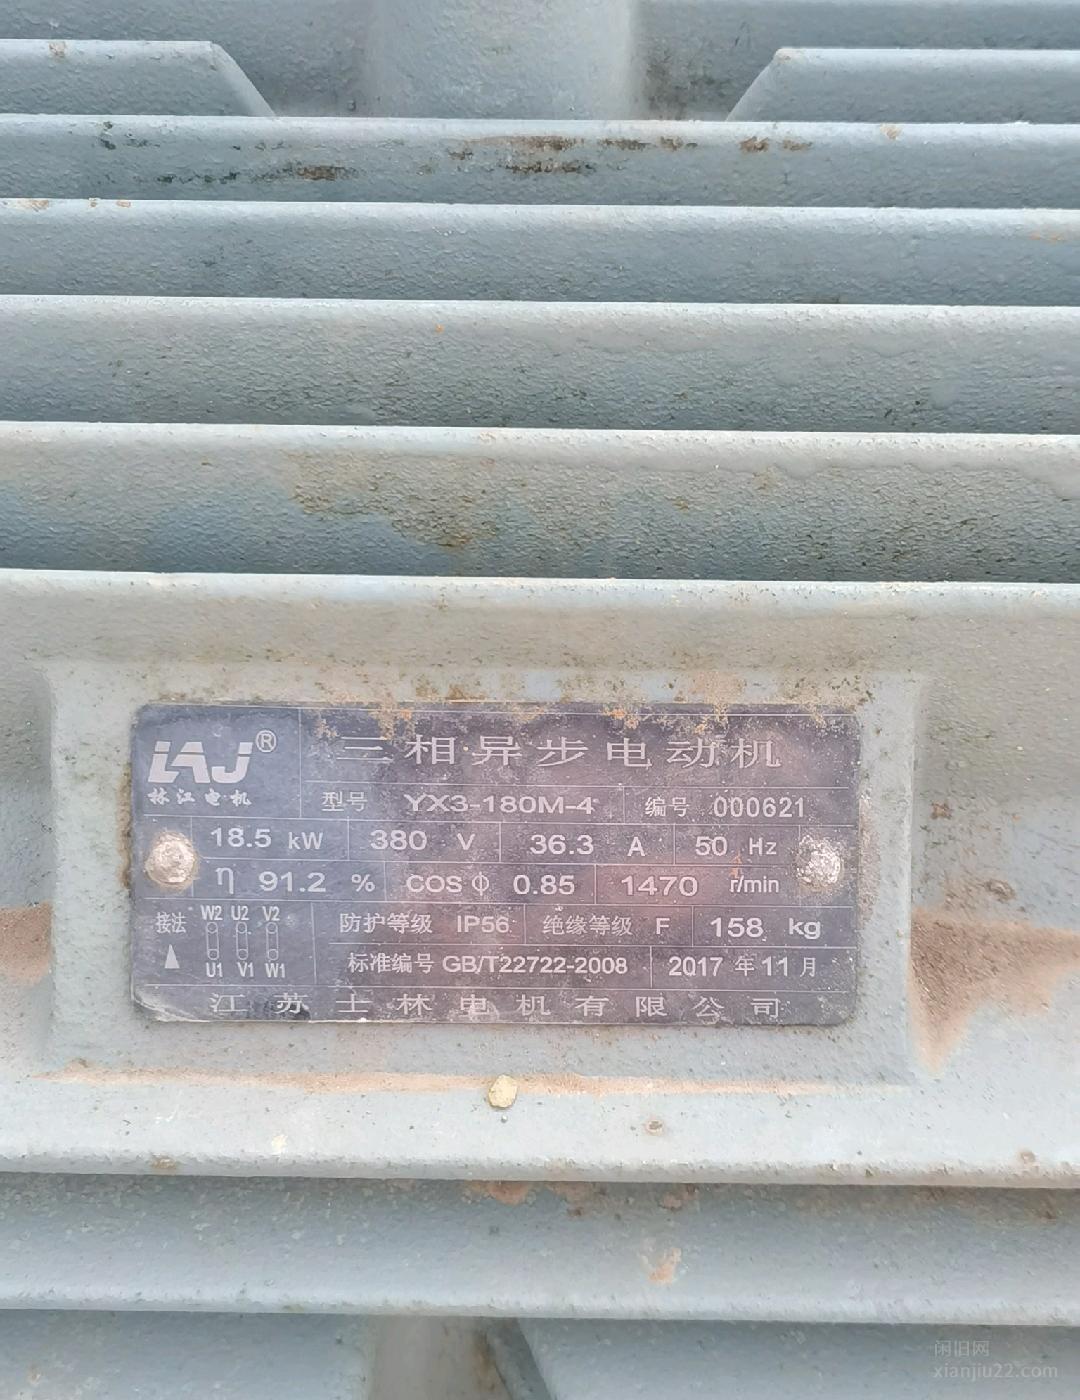 LAJ® 三相异步电动机
林江电机
型号 YX3-180M-4 编号 000621
18.5 kW 380 V 36.3 A 50 Hz
η 91.2 % COS Φ 0.85 1470 r/min
接法 W2 U2 V2 防护等级 IP56 绝缘等级 F 158 kg
▲ U1 V1 W1 标准编号 GB/T22722-2008 2017 年 11 月
江苏士林电机有限公司
闲旧网
xianjiu22.com